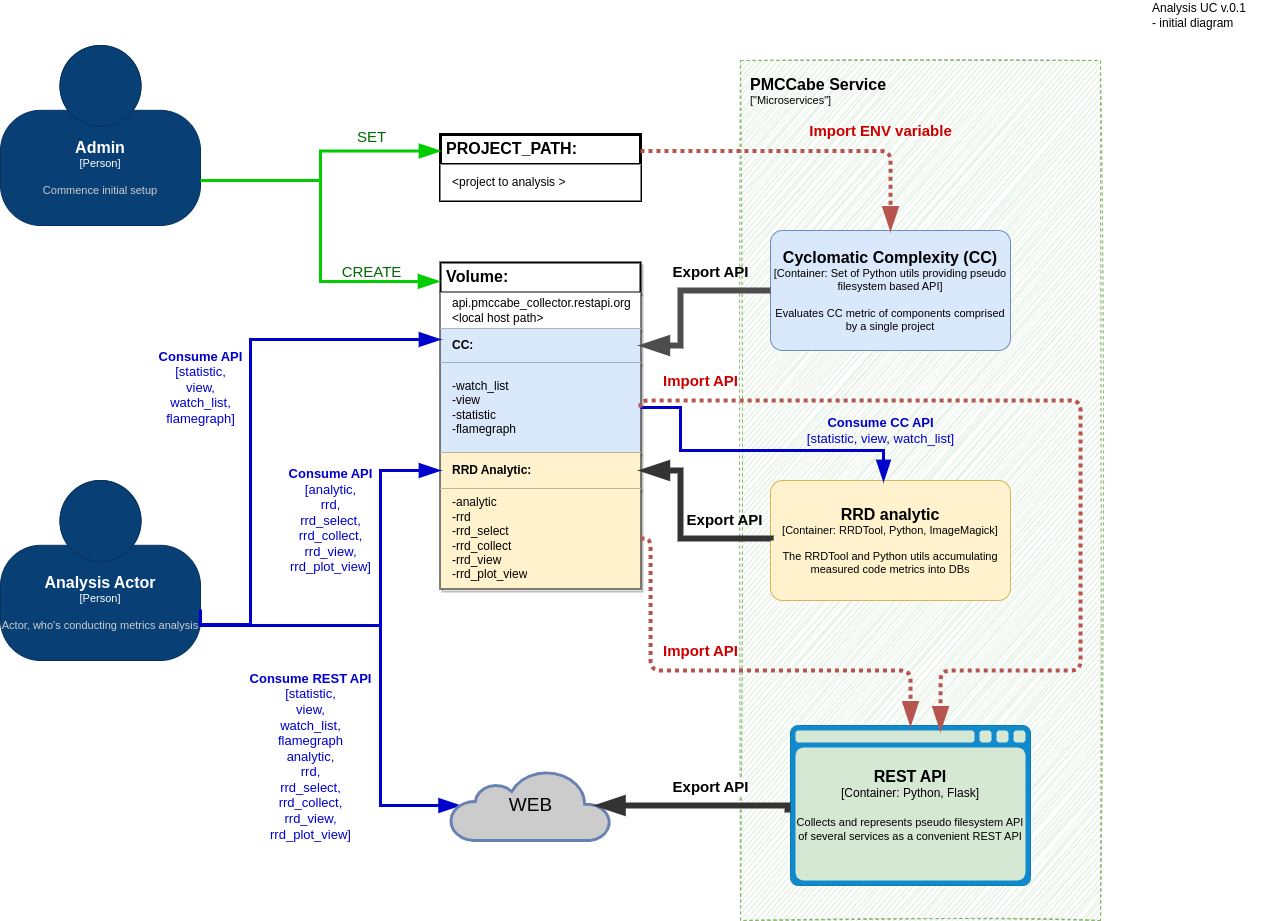 Analysis UC v.0.1
- initial diagram
Admin
[Person]
Commence initial setup
SET
CREATE
PROJECT_PATH:
<project to analysis >
PMCCabe Service
["Microservices"]
Import ENV variable
Cyclomatic Complexity (CC)
[Container: Set of Python utils providing pseudo
filesystem based API]
Evaluates CC metric of components comprised
by a single project
Export API
Volume:
api.pmccabe_collector.restapi.org
<local host path>
CC:
-watch_list
-view
-statistic
-flamegraph
RRD Analytic:
-analytic
-rrd
-rrd_select
-rrd_collect
-rrd_view
-rrd_plot_view
Consume API
[statistic,
view,
watch_list,
flamegraph]
Import API
Consume CC API
[statistic, view, watch_list]
Consume API
[analytic,
rrd,
rrd_select,
rrd_collect,
rrd_view,
rrd_plot_view]
Export API
RRD analytic
[Container: RRDTool, Python, ImageMagick]
The RRDTool and Python utils accumulating
measured code metrics into DBs
Analysis Actor
[Person]
Actor, who's conducting metrics analysis
Import API
Consume REST API
[statistic,
view,
watch_list,
flamegraph
analytic,
rrd,
rrd_select,
rrd_collect,
rrd_view,
rrd_plot_view]
WEB
Export API
REST API
[Container: Python, Flask]
Collects and represents pseudo filesystem API
of several services as a convenient REST API